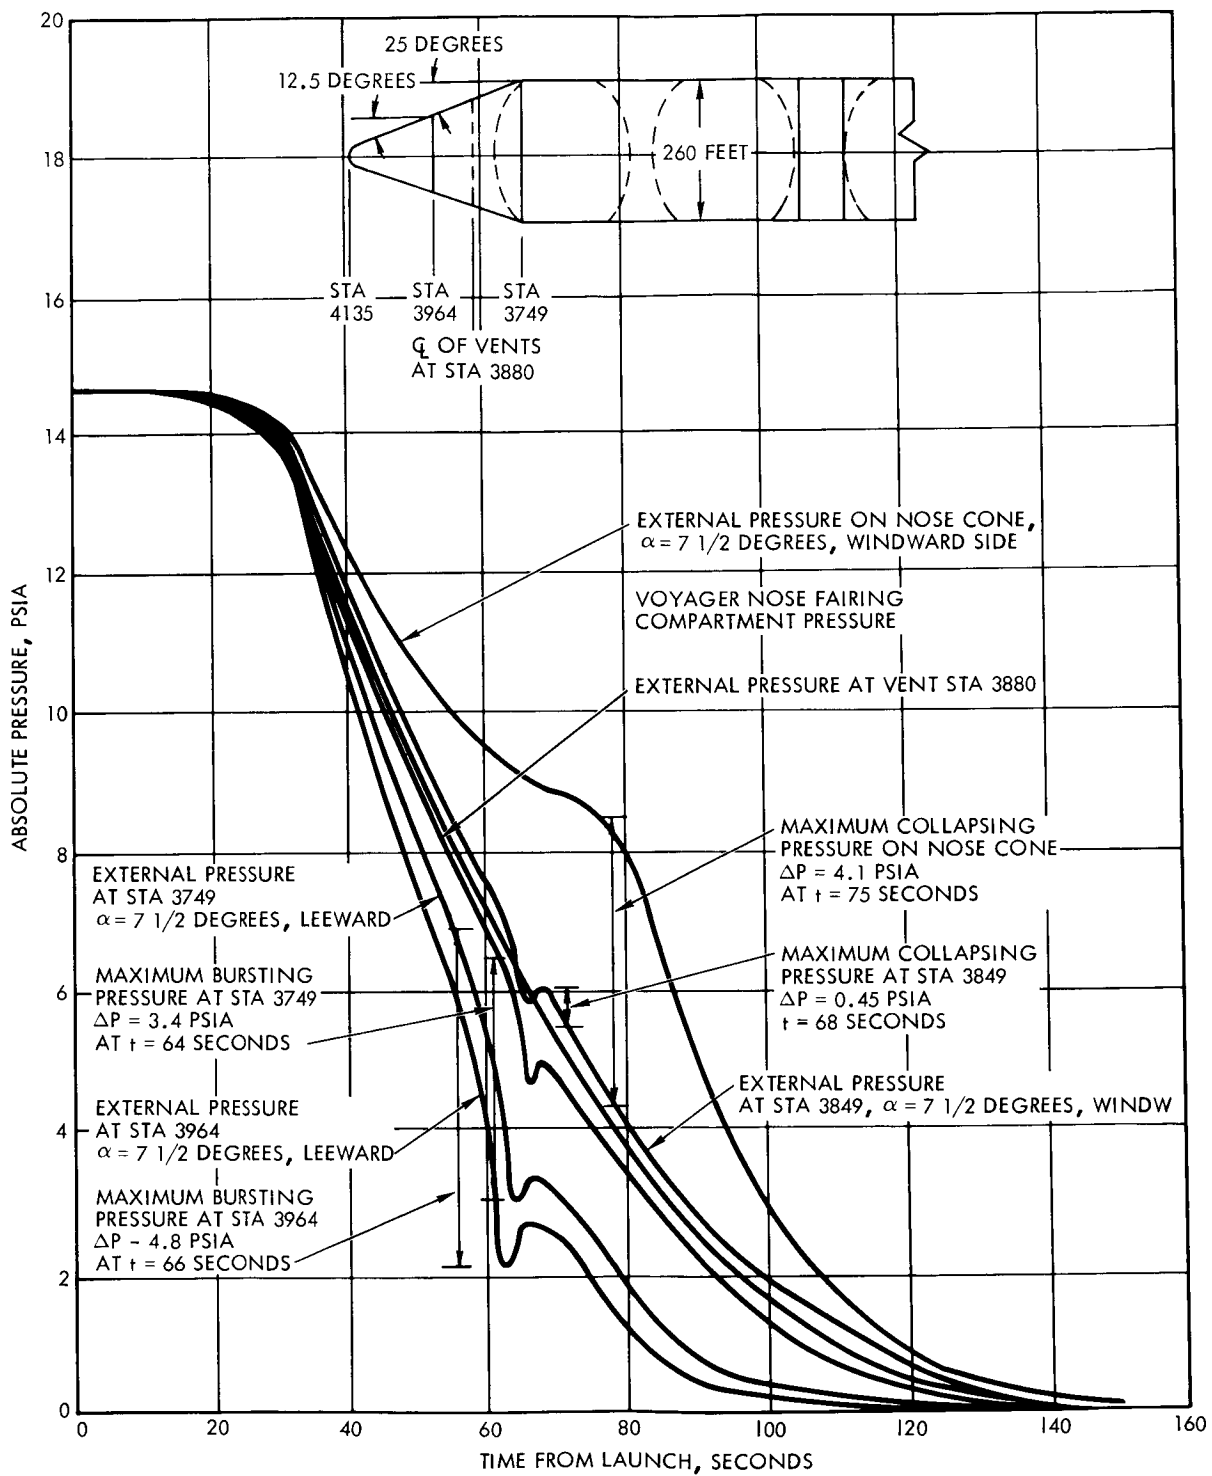 20
18
16
14
12
10
8
6
4
2
0
ABSOLUTE PRESSURE, PSIA
25 DEGREES
12.5 DEGREES
260 FEET
STA
4135
STA
3964
STA
3749
℄ OF VENTS
AT STA 3880
EXTERNAL PRESSURE ON NOSE CONE,
α = 7 1/2 DEGREES, WINDWARD SIDE
VOYAGER NOSE FAIRING
COMPARTMENT PRESSURE
EXTERNAL PRESSURE AT VENT STA 3880
MAXIMUM COLLAPSING
PRESSURE ON NOSE CONE
ΔP = 4.1 PSIA
AT t = 75 SECONDS
EXTERNAL PRESSURE
AT STA 3749
α = 7 1/2 DEGREES, LEEWARD
MAXIMUM BURSTING
PRESSURE AT STA 3749
ΔP = 3.4 PSIA
AT t = 64 SECONDS
MAXIMUM COLLAPSING
PRESSURE AT STA 3849
ΔP = 0.45 PSIA
t = 68 SECONDS
EXTERNAL PRESSURE
AT STA 3849, α = 7 1/2 DEGREES, WINDW
EXTERNAL PRESSURE
AT STA 3964
α = 7 1/2 DEGREES, LEEWARD
MAXIMUM BURSTING
PRESSURE AT STA 3964
ΔP - 4.8 PSIA
AT t = 66 SECONDS
0 20 40 60 80 100 120 140 160
TIME FROM LAUNCH, SECONDS